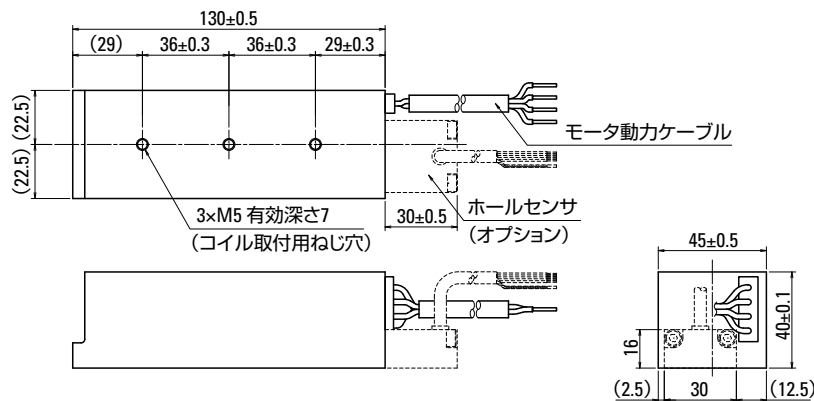 130±0.5
(29)
36±0.3
36±0.3
29±0.3
(22.5)
(22.5)
モータ動力ケーブル
3×M5 有効深さ7
(コイル取付用ねじ穴)
30±0.5
ホールセンサ
(オプション)
45±0.5
40±0.1
16
(2.5)
30
(12.5)